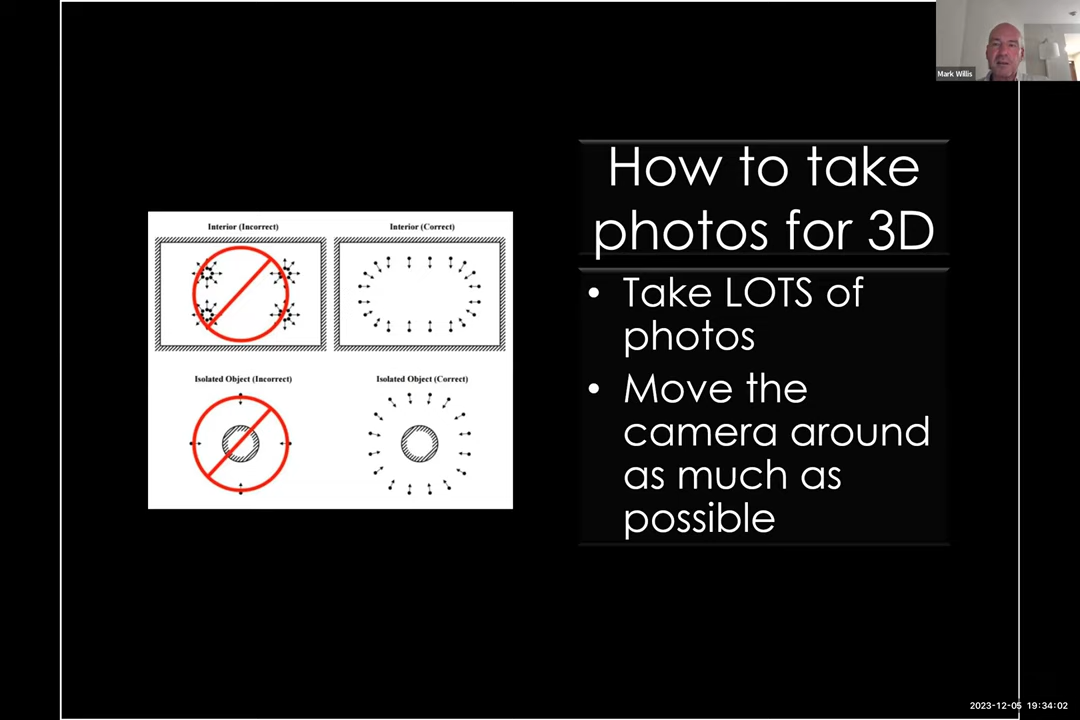 Mark Willis
How to take
photos for 3D
• Take LOTS of
photos
• Move the
camera around
as much as
possible
Interior (Incorrect)
Interior (Correct)
Isolated Object (Incorrect)
Isolated Object (Correct)
2023-12-05 19:34:02